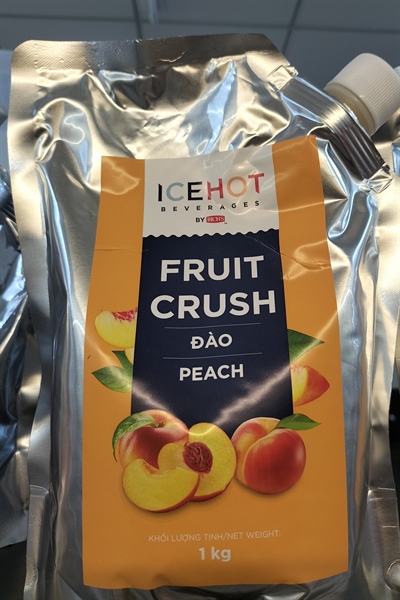 ICEHOT
BEVERAGES
BY RICH'S
FRUIT
CRUSH
ĐÀO
PEACH
KHỐI LƯỢNG TỊNH/NET WEIGHT:
1 kg